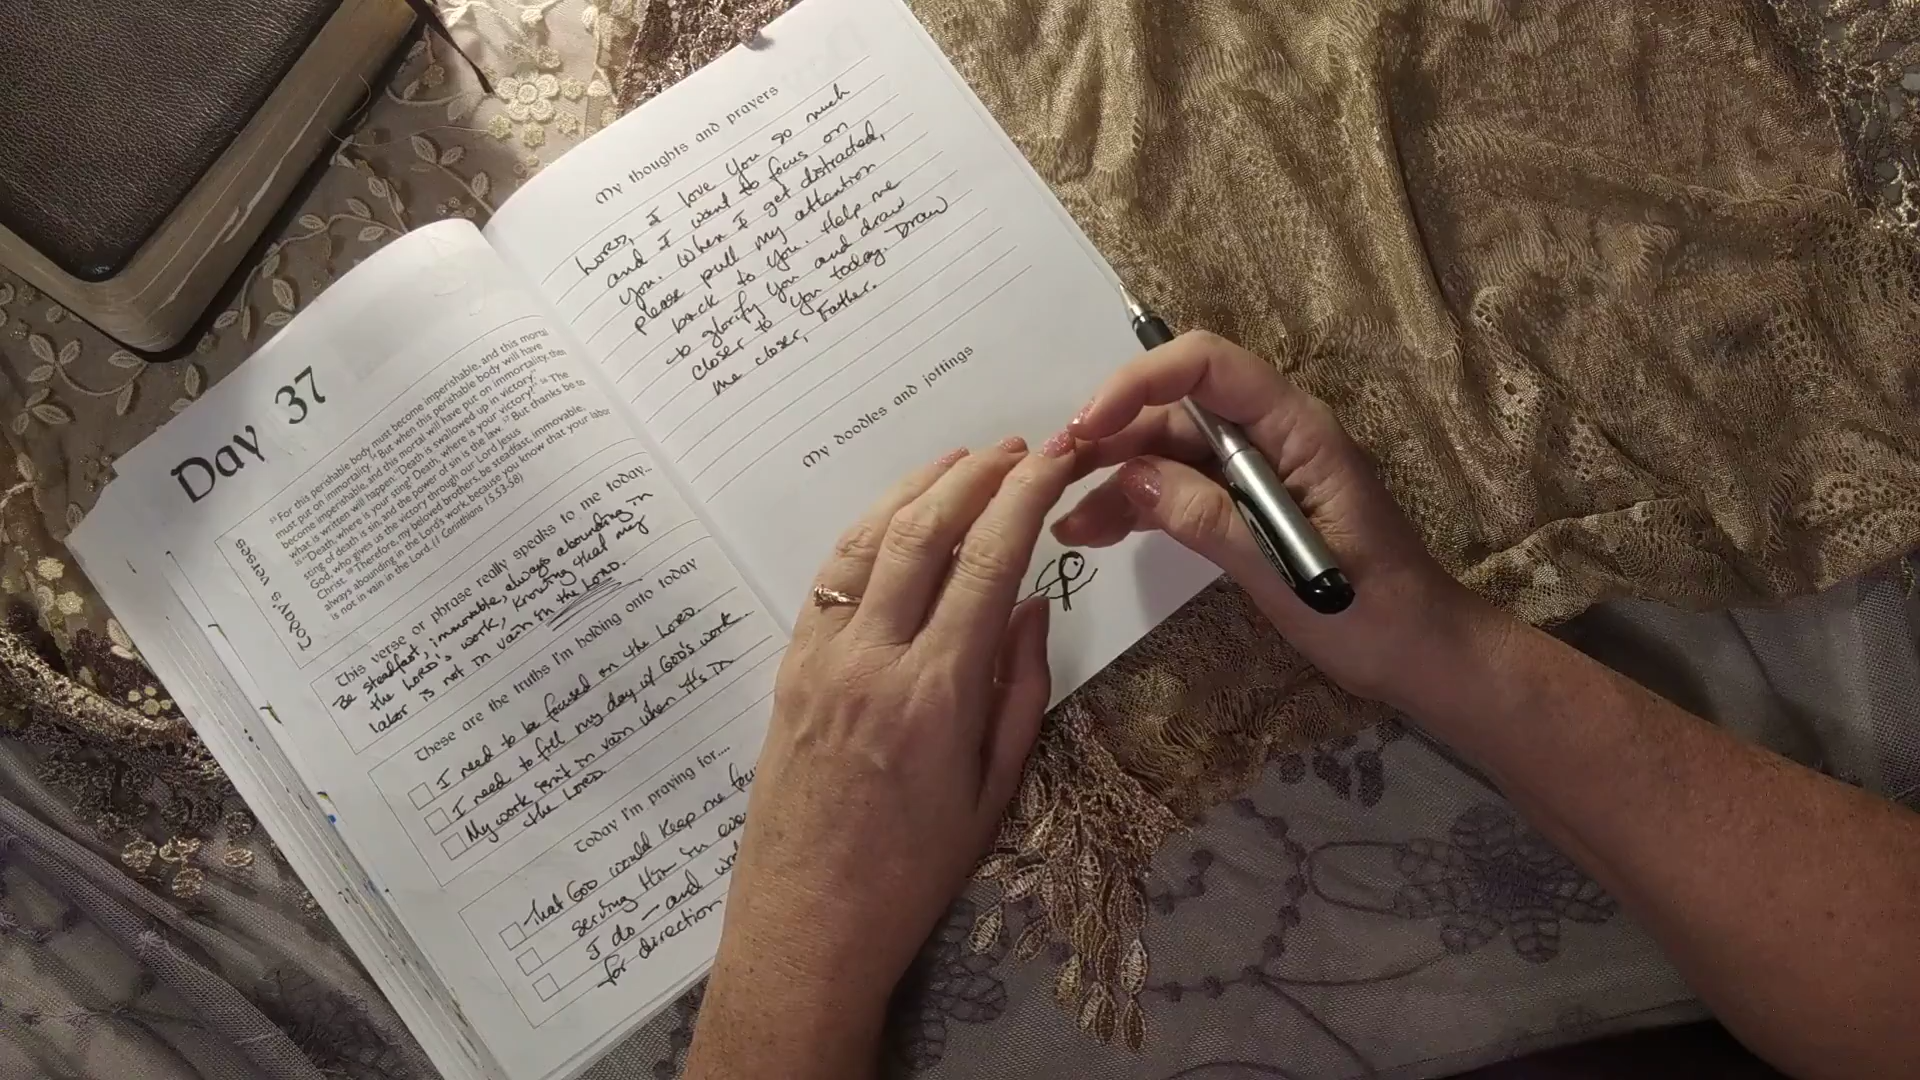 Day 37
Today's verses
53 For this perishable body must become imperishable, and this mortal
must put on immortality. 54 But when this perishable body will have
become imperishable, and this mortal will have put on immortality, then
what is written will happen: "Death is swallowed up in victory."
55 "Death, where is your sting? Death, where is your victory?" 56 The
sting of death is sin, and the power of sin is the law. 57 But thanks be to
God, who gives us the victory through our Lord Jesus
Christ. 58 Therefore, my beloved brothers, be steadfast, immovable,
always abounding in the Lord's work, because you know that your labor
is not in vain in the Lord. (1 Corinthians 15:53-58)
This verse or phrase really speaks to me today...
Be steadfast, immovable, always abounding in
the LORD's work, knowing that my
labor is not in vain in the LORD.
These are the truths I'm holding onto today
I need to be focused on the LORD.
I need to fill my day w/ GOD's work.
My work isn't in vain when it's in
the LORD.
Today I'm praying for....
That GOD would keep me
serving Him in
I do - and
for direction
My thoughts and prayers
LORD, I love You so much
and I want to focus on
You. When I get distracted,
please pull my attention
back to You. Help me
to glorify You and draw
closer to You today. Draw
me closer, Father.
My doodles and jottings